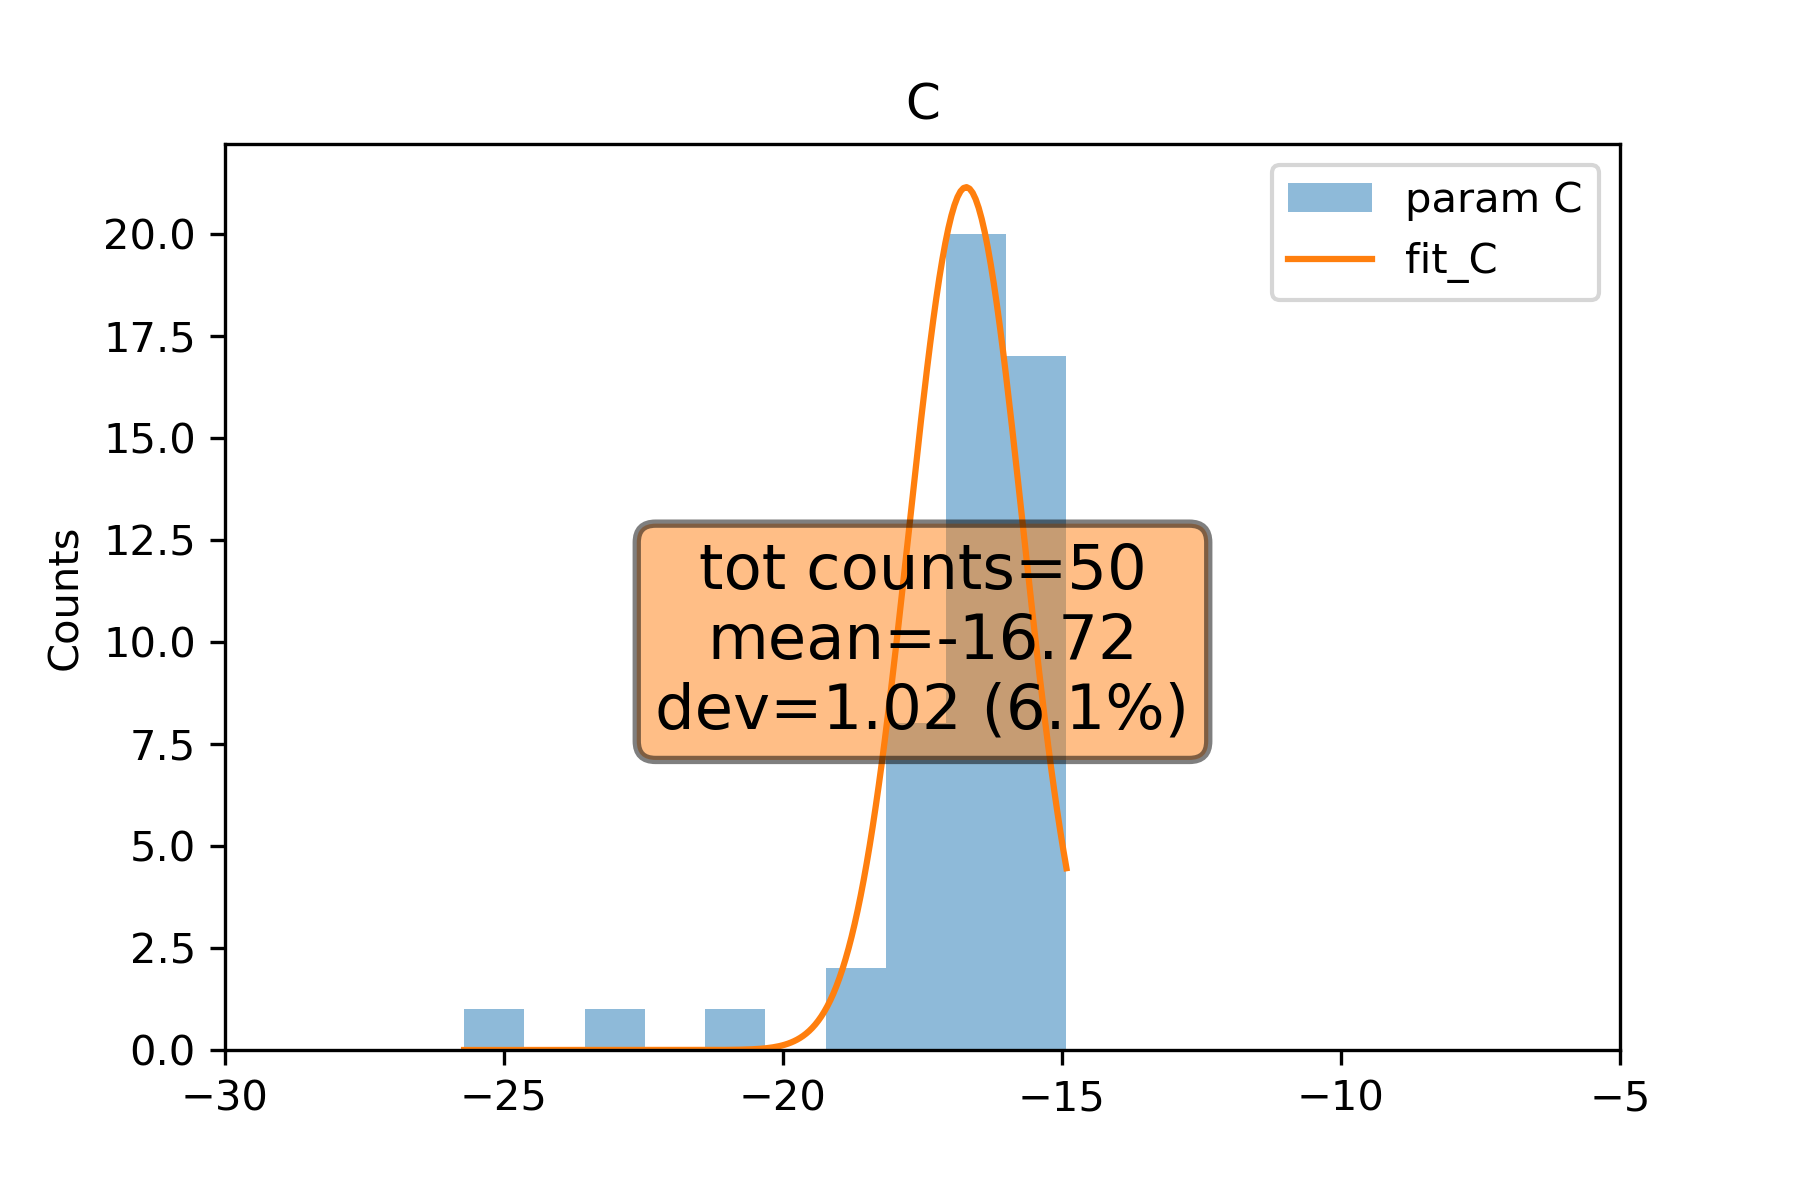 C
param C
fit_C
20.0
17.5
15.0
12.5
10.0
7.5
5.0
2.5
0.0
Counts
tot counts=50
mean=-16.72
dev=1.02 (6.1%)
−30
−25
−20
−15
−10
−5